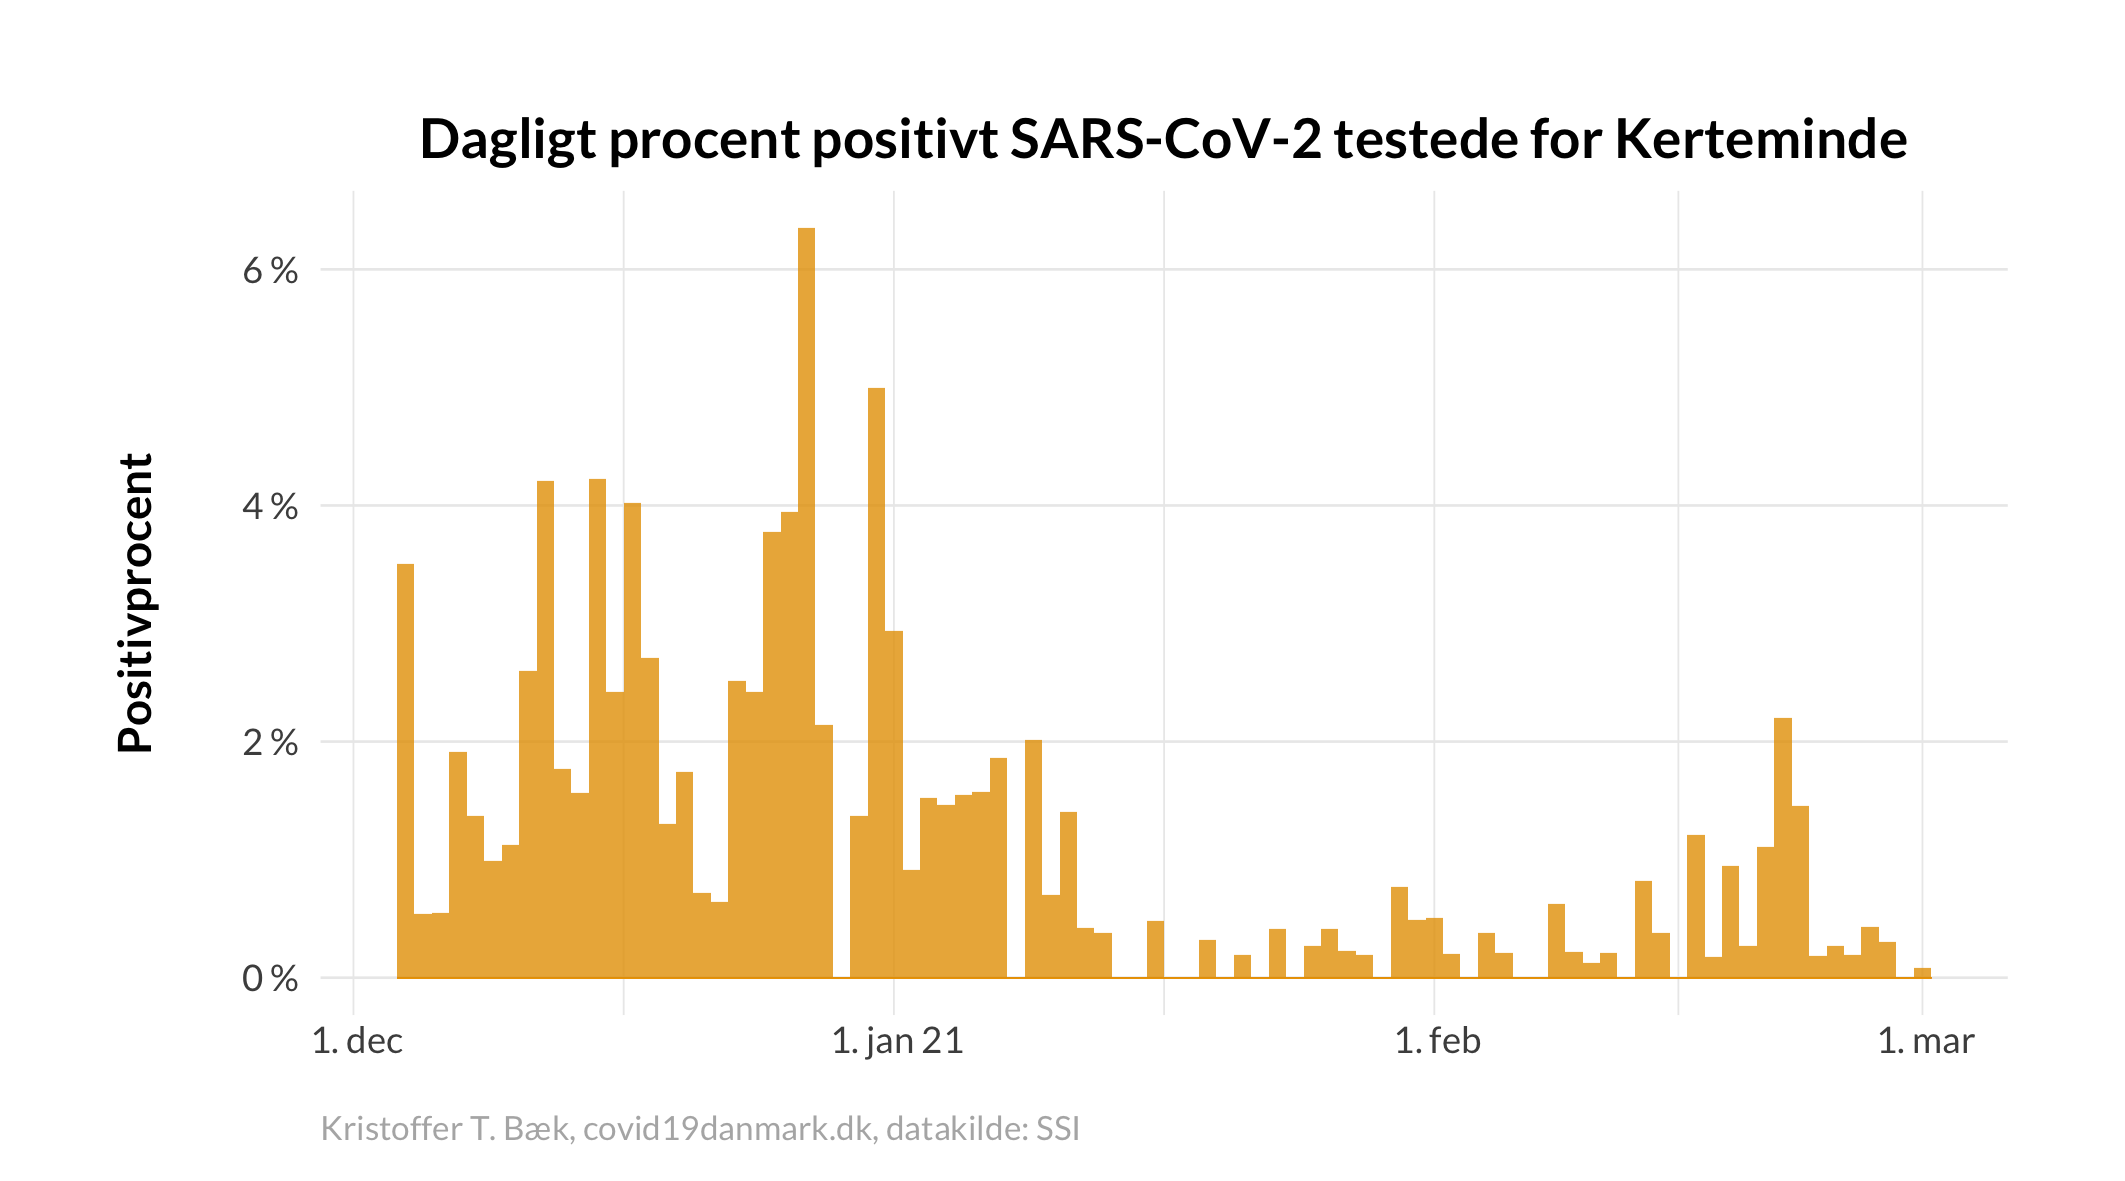 Dagligt procent positivt SARS-CoV-2 testede for Kerteminde
Positivprocent
6 %
4 %
2 %
0 %
1. dec
1. jan 21
1. feb
1. mar
Kristoffer T. Bæk, covid19danmark.dk, datakilde: SSI